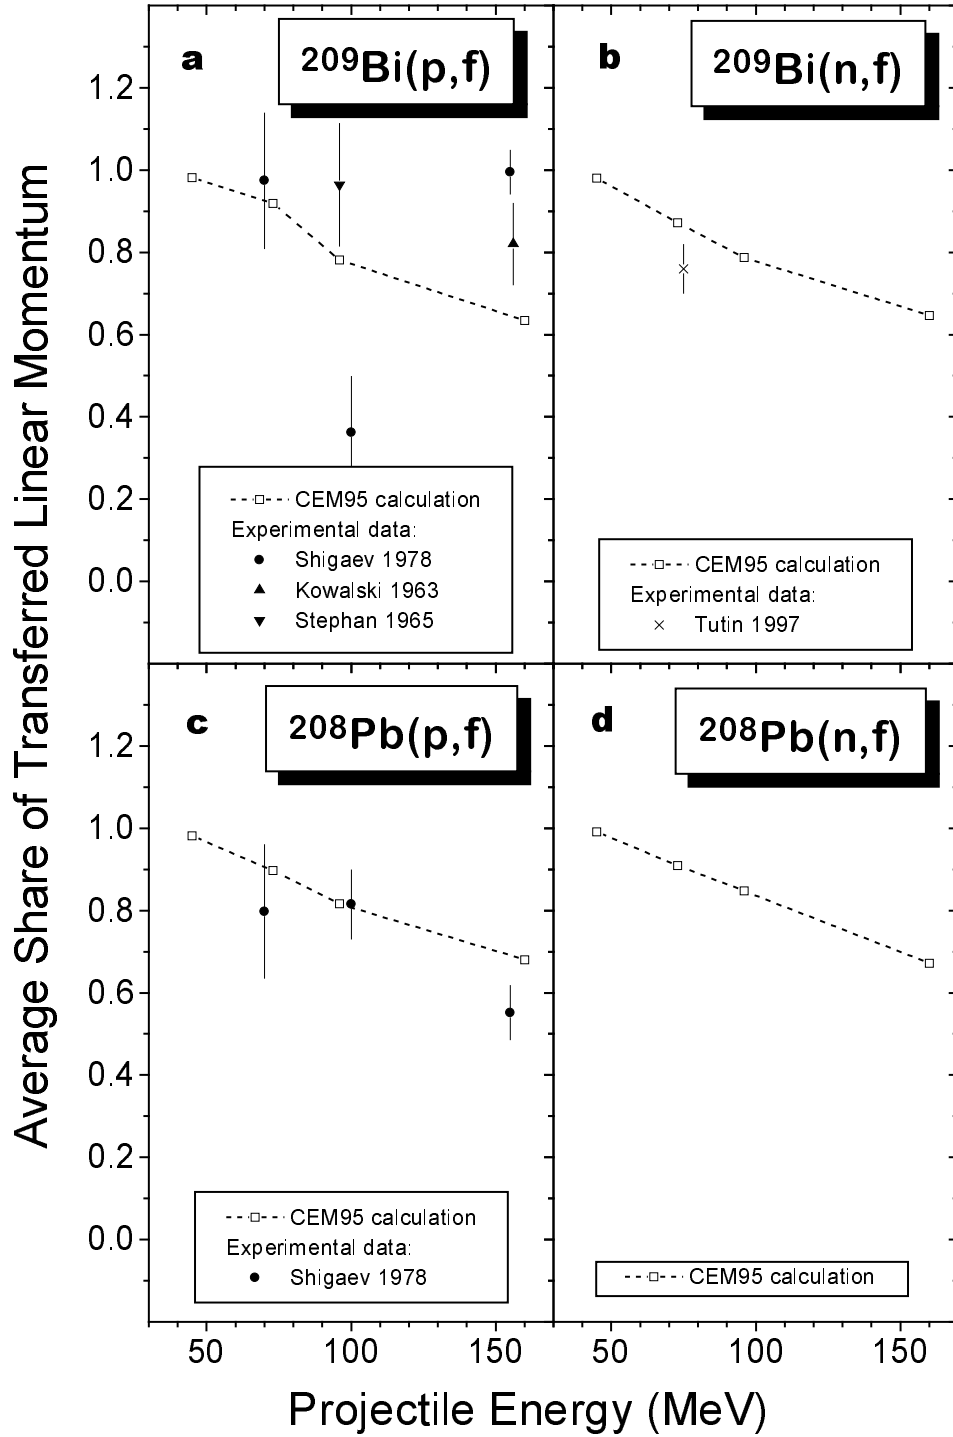 Average Share of Transferred Linear Momentum
a
209Bi(p,f)
1.2
1.0
0.8
0.6
0.4
0.2
0.0
CEM95 calculation
Experimental data:
Shigaev 1978
Kowalski 1963
Stephan 1965
b
209Bi(n,f)
CEM95 calculation
Experimental data:
Tutin 1997
c
208Pb(p,f)
1.2
1.0
0.8
0.6
0.4
0.2
0.0
CEM95 calculation
Experimental data:
Shigaev 1978
50 100 150
d
208Pb(n,f)
CEM95 calculation
50 100 150
Projectile Energy (MeV)